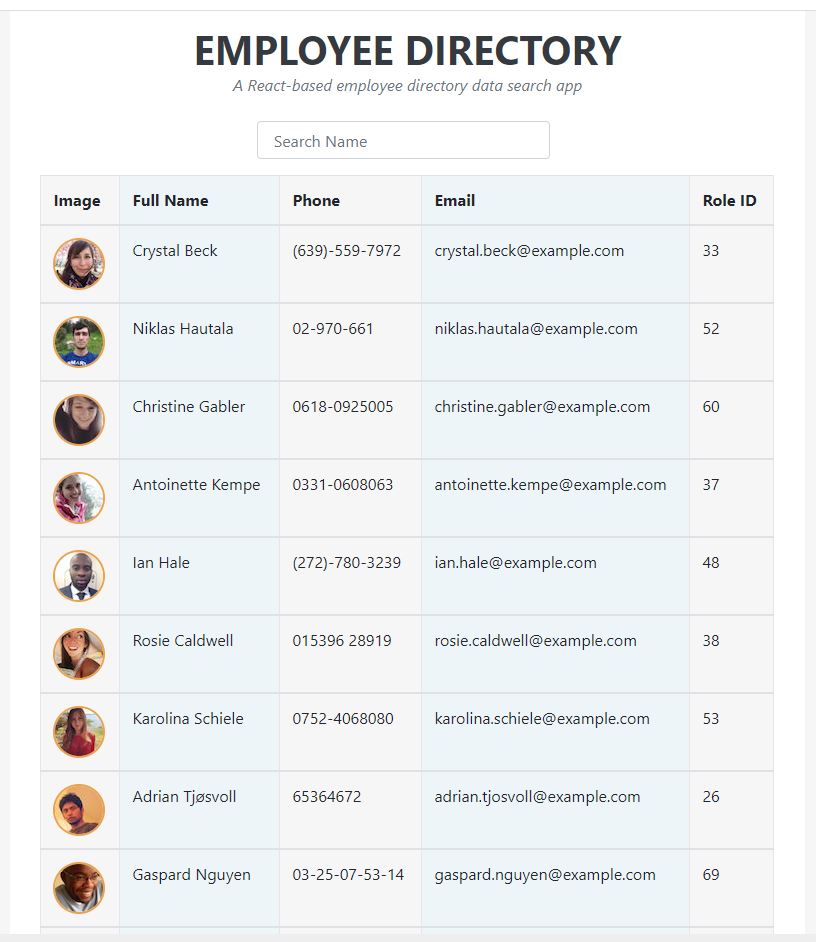 EMPLOYEE DIRECTORY
A React-based employee directory data search app
Search Name
Image Full Name Phone Email Role ID
Crystal Beck (639)-559-7972 crystal.beck@example.com 33
Niklas Hautala 02-970-661 niklas.hautala@example.com 52
Christine Gabler 0618-0925005 christine.gabler@example.com 60
Antoinette Kempe 0331-0608063 antoinette.kempe@example.com 37
Ian Hale (272)-780-3239 ian.hale@example.com 48
Rosie Caldwell 015396 28919 rosie.caldwell@example.com 38
Karolina Schiele 0752-4068080 karolina.schiele@example.com 53
Adrian Tjøsvoll 65364672 adrian.tjosvoll@example.com 26
Gaspard Nguyen 03-25-07-53-14 gaspard.nguyen@example.com 69